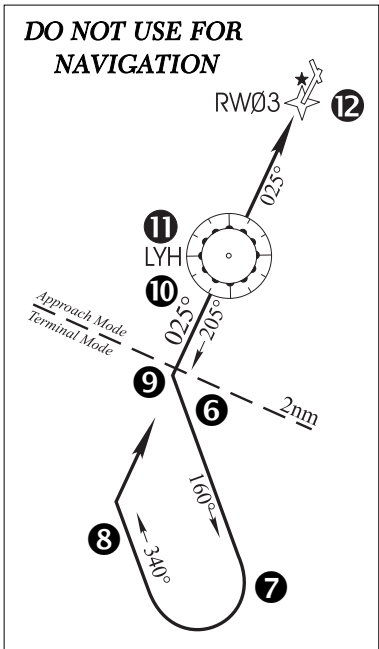 DO NOT USE FOR
NAVIGATION
RWØ3
12
025°
11
LYH
10
025°
205°
Approach Mode
Terminal Mode
9
6
2nm
160°
8
340°
7